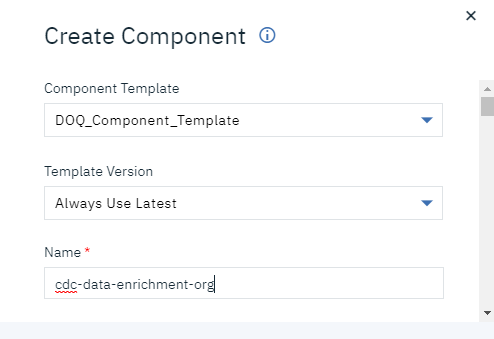 Create Component
Component Template
DOQ_Component_Template
Template Version
Always Use Latest
Name *
cdc-data-enrichment-org